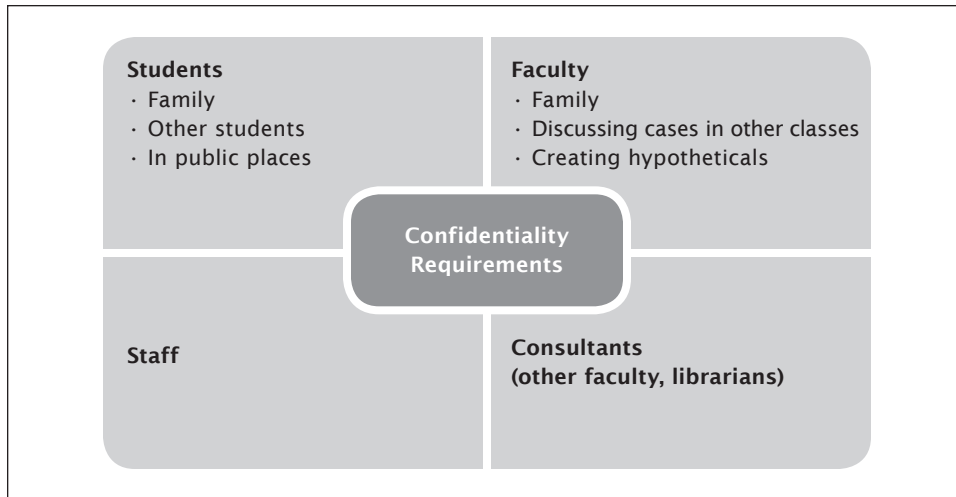 Students
· Family
· Other students
· In public places
Faculty
· Family
· Discussing cases in other classes
· Creating hypotheticals
Confidentiality
Requirements
Staff
Consultants
(other faculty, librarians)